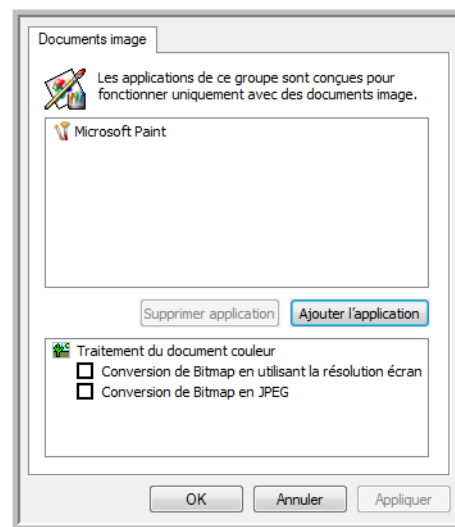 Documents image
Les applications de ce groupe sont conçues pour
fonctionner uniquement avec des documents image.
Microsoft Paint
Supprimer application Ajouter l'application
Traitement du document couleur
Conversion de Bitmap en utilisant la résolution écran
Conversion de Bitmap en JPEG
OK Annuler Appliquer